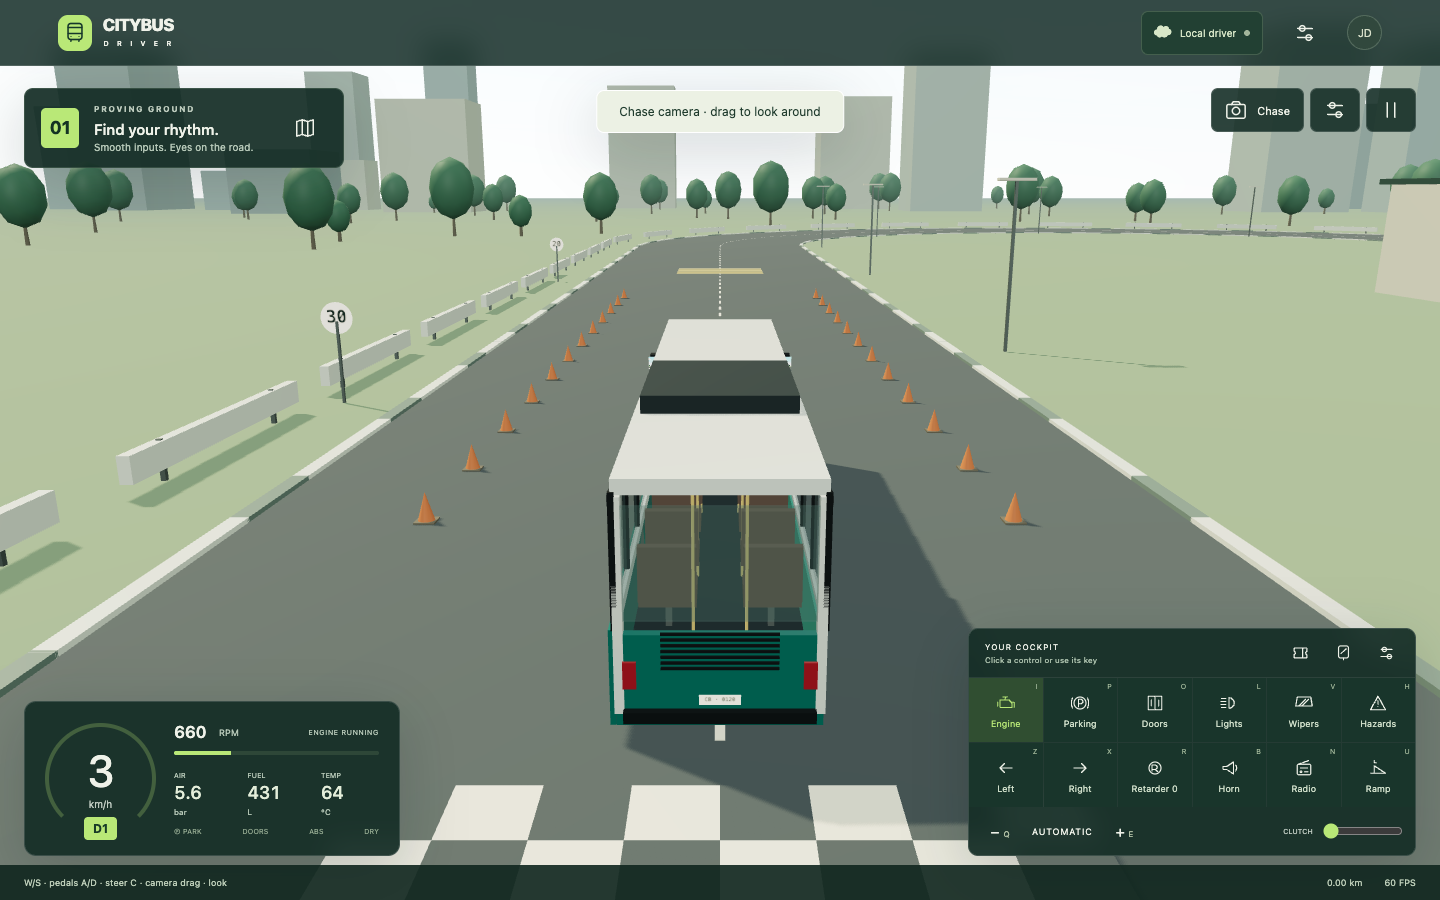 CITYBUS
DRIVER
Local driver
JD
01
PROVING GROUND
Find your rhythm.
Smooth inputs. Eyes on the road.
Chase camera · drag to look around
Chase
30
20
YOUR COCKPIT
Click a control or use its key
I
Engine
P
Parking
O
Doors
L
Lights
V
Wipers
H
Hazards
Z
Left
X
Right
R
Retarder 0
B
Horn
N
Radio
U
Ramp
− Q
AUTOMATIC
+ E
CLUTCH
3
km/h
D1
660 RPM
ENGINE RUNNING
AIR
5.6
bar
FUEL
431
L
TEMP
64
°C
Ⓟ PARK
DOORS
ABS
DRY
W/S · pedals A/D · steer C · camera drag · look
0.00 km
60 FPS